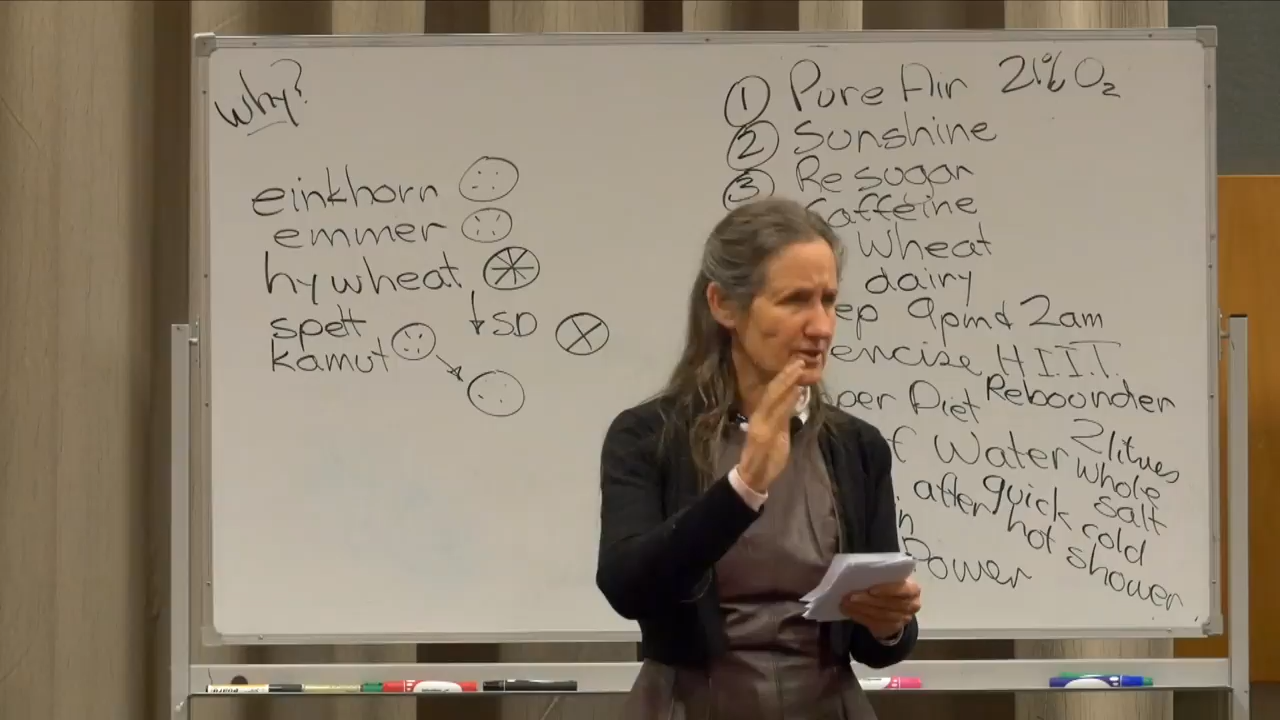 Why?
einkhorn
emmer
hy wheat
↓ SD
spelt
kamut
1 Pure Air 21% O2
2 Sunshine
3 Re sugar
Caffeine
Wheat
dairy
ep 9pm & 2am
encise H.I.I.T.
per Diet Rebounder
f Water 2 litres
whole
after quick salt
in hot cold
Power shower